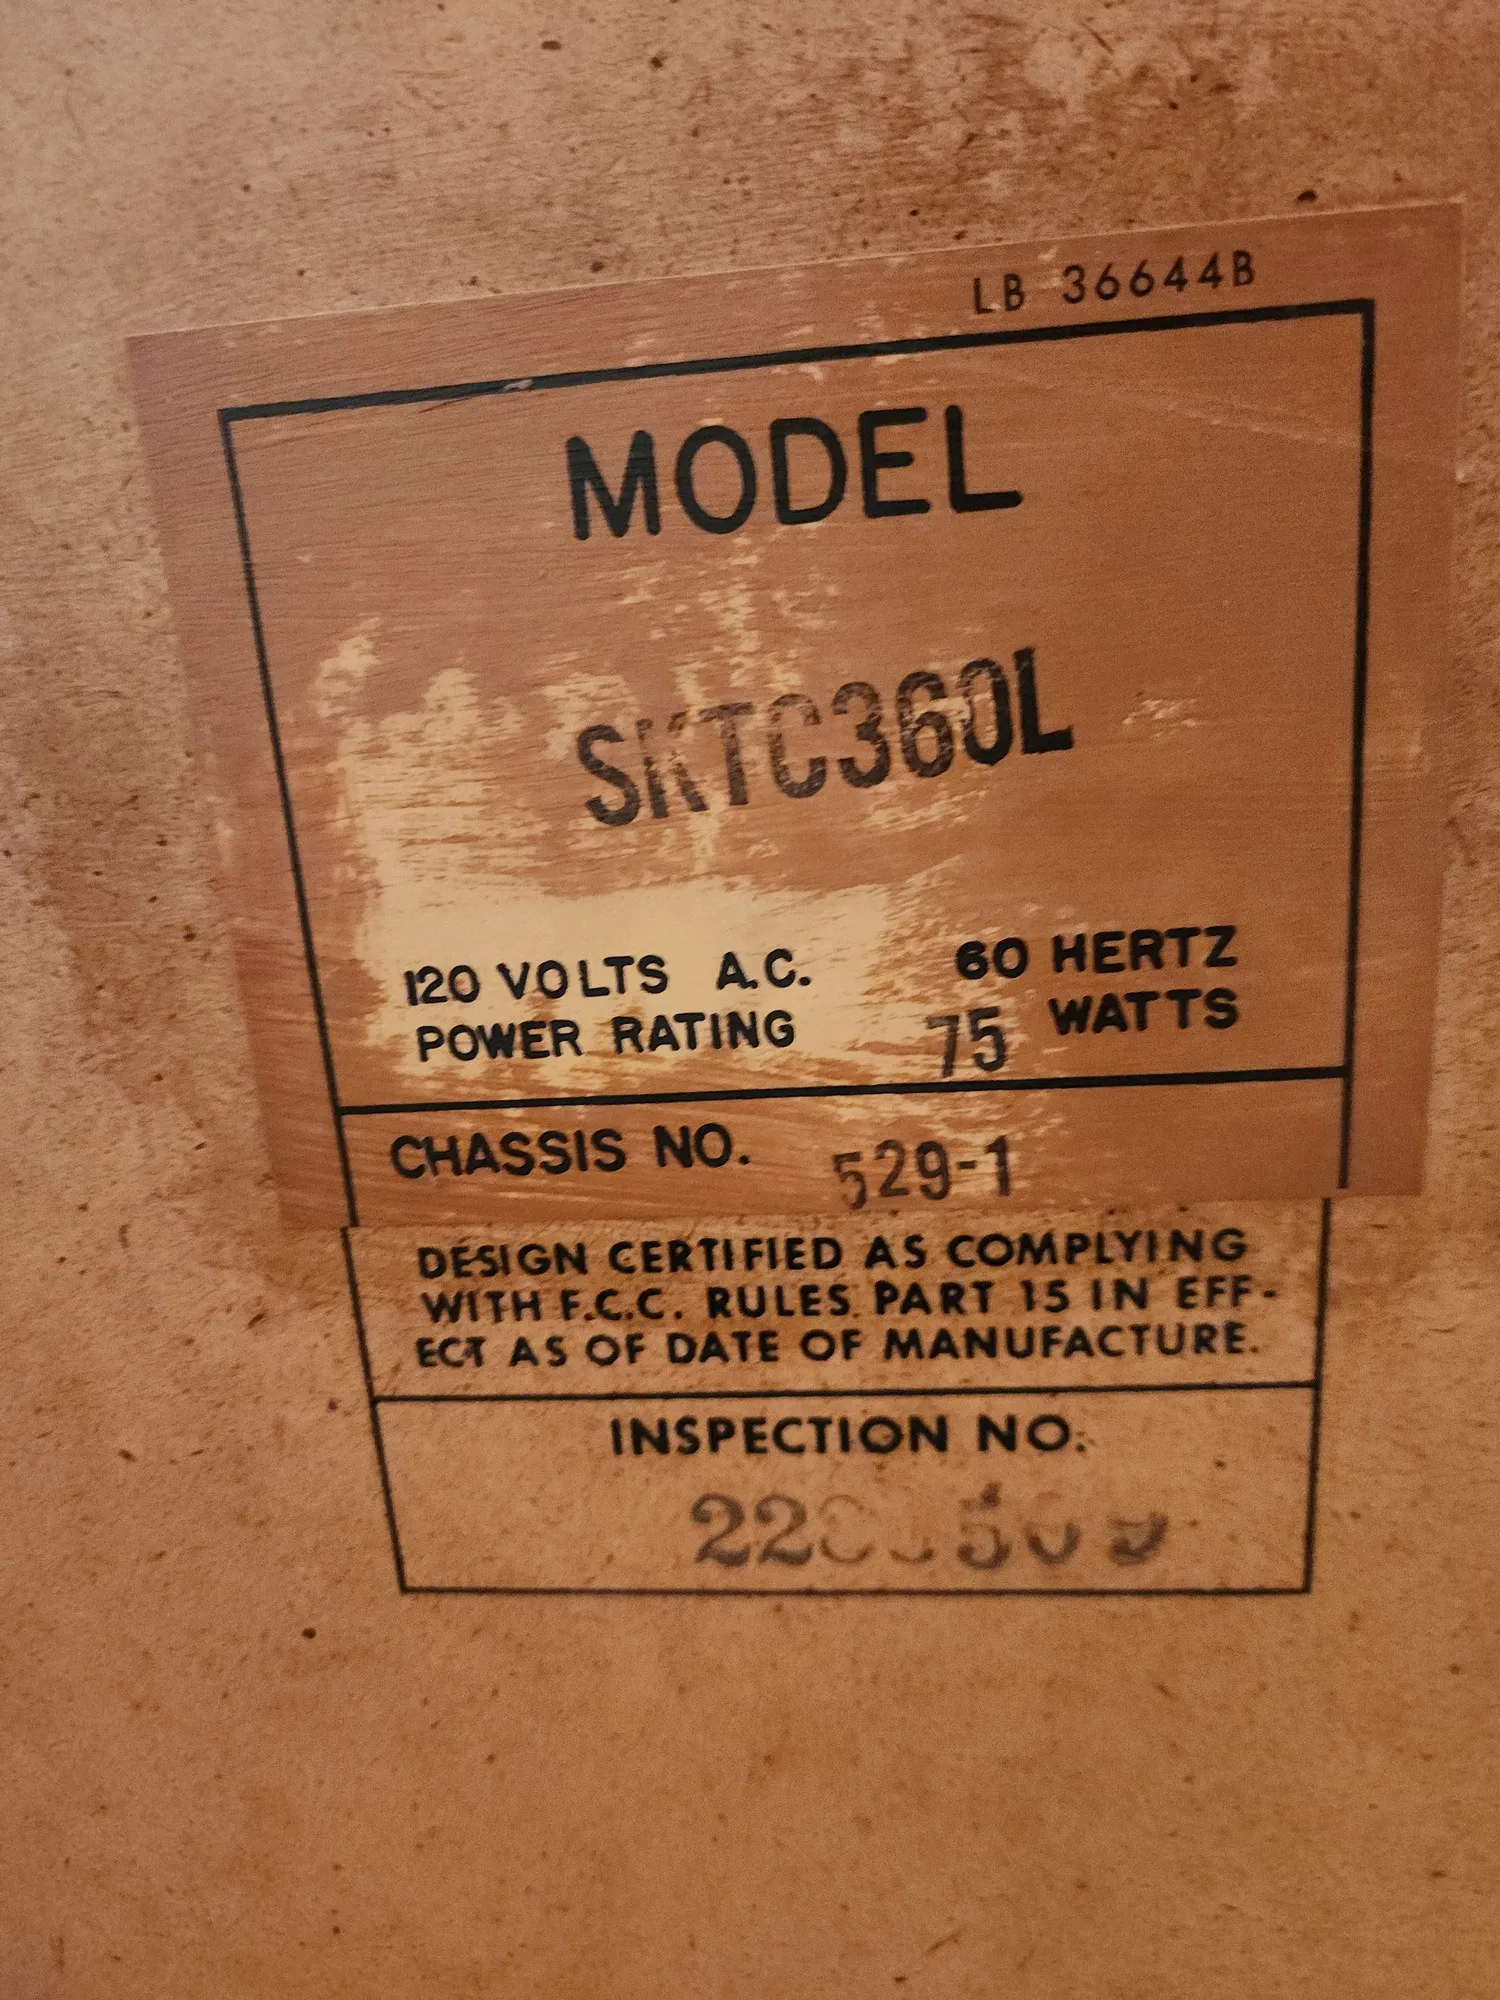 LB 36644B
MODEL
SKTC360L
120 VOLTS A.C. 60 HERTZ
POWER RATING 75 WATTS
CHASSIS NO. 529-1
DESIGN CERTIFIED AS COMPLYING
WITH F.C.C. RULES PART 15 IN EFF-
ECT AS OF DATE OF MANUFACTURE.
INSPECTION NO.